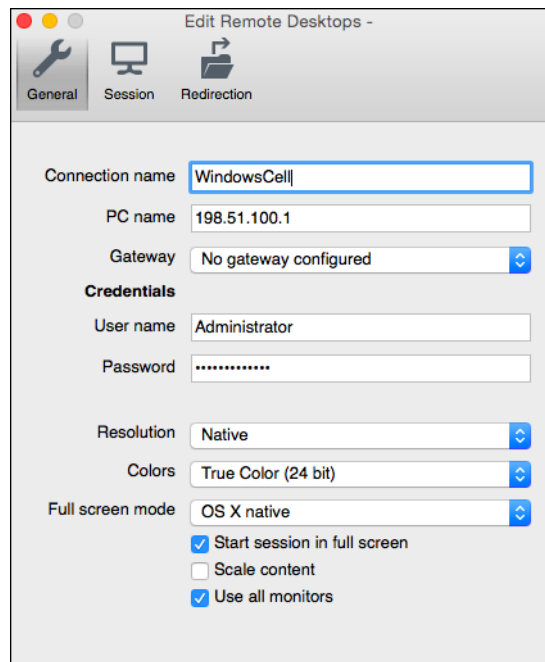 Edit Remote Desktops -
General Session Redirection
Connection name WindowsCell
PC name 198.51.100.1
Gateway No gateway configured
Credentials
User name Administrator
Password •••••••••••••
Resolution Native
Colors True Color (24 bit)
Full screen mode OS X native
Start session in full screen
Scale content
Use all monitors